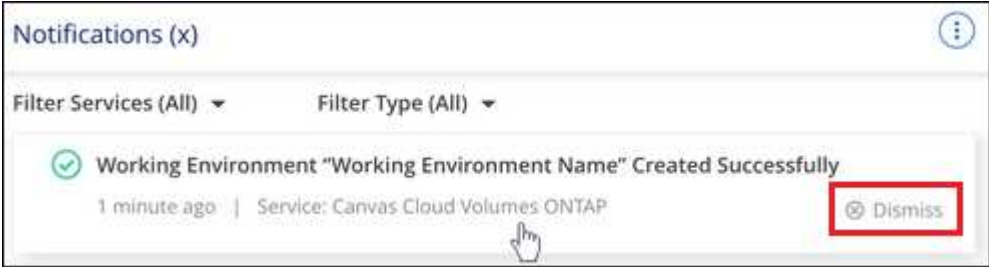 Notifications (x)
Filter Services (All) Filter Type (All)
Working Environment “Working Environment Name” Created Successfully
1 minute ago | Service: Canvas Cloud Volumes ONTAP
Dismiss